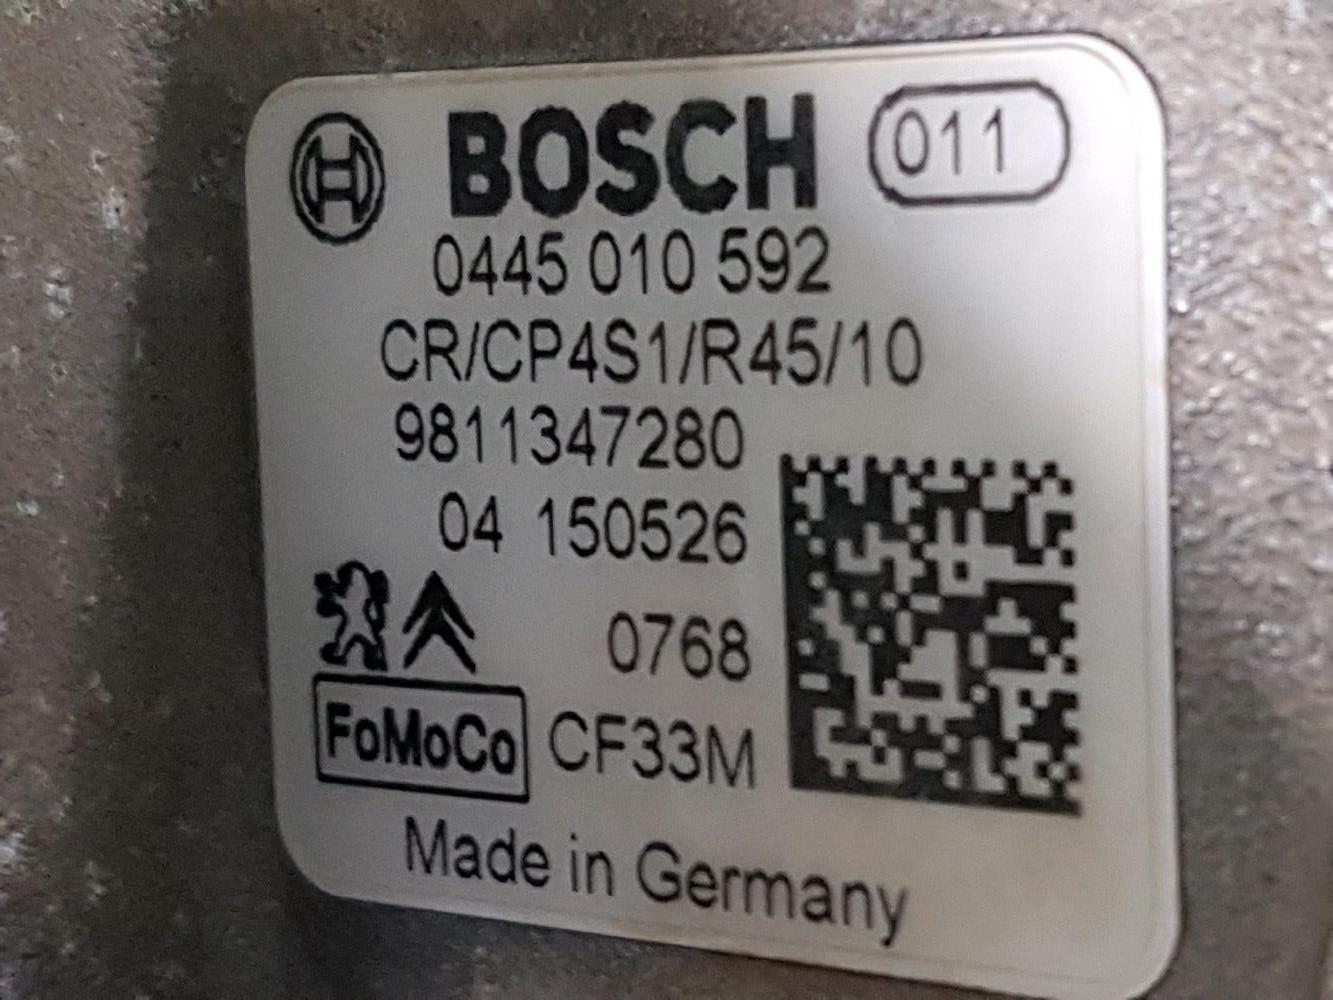 BOSCH 011
0445 010 592
CR/CP4S1/R45/10
9811347280
04 150526
0768
FoMoCo CF33M
Made in Germany